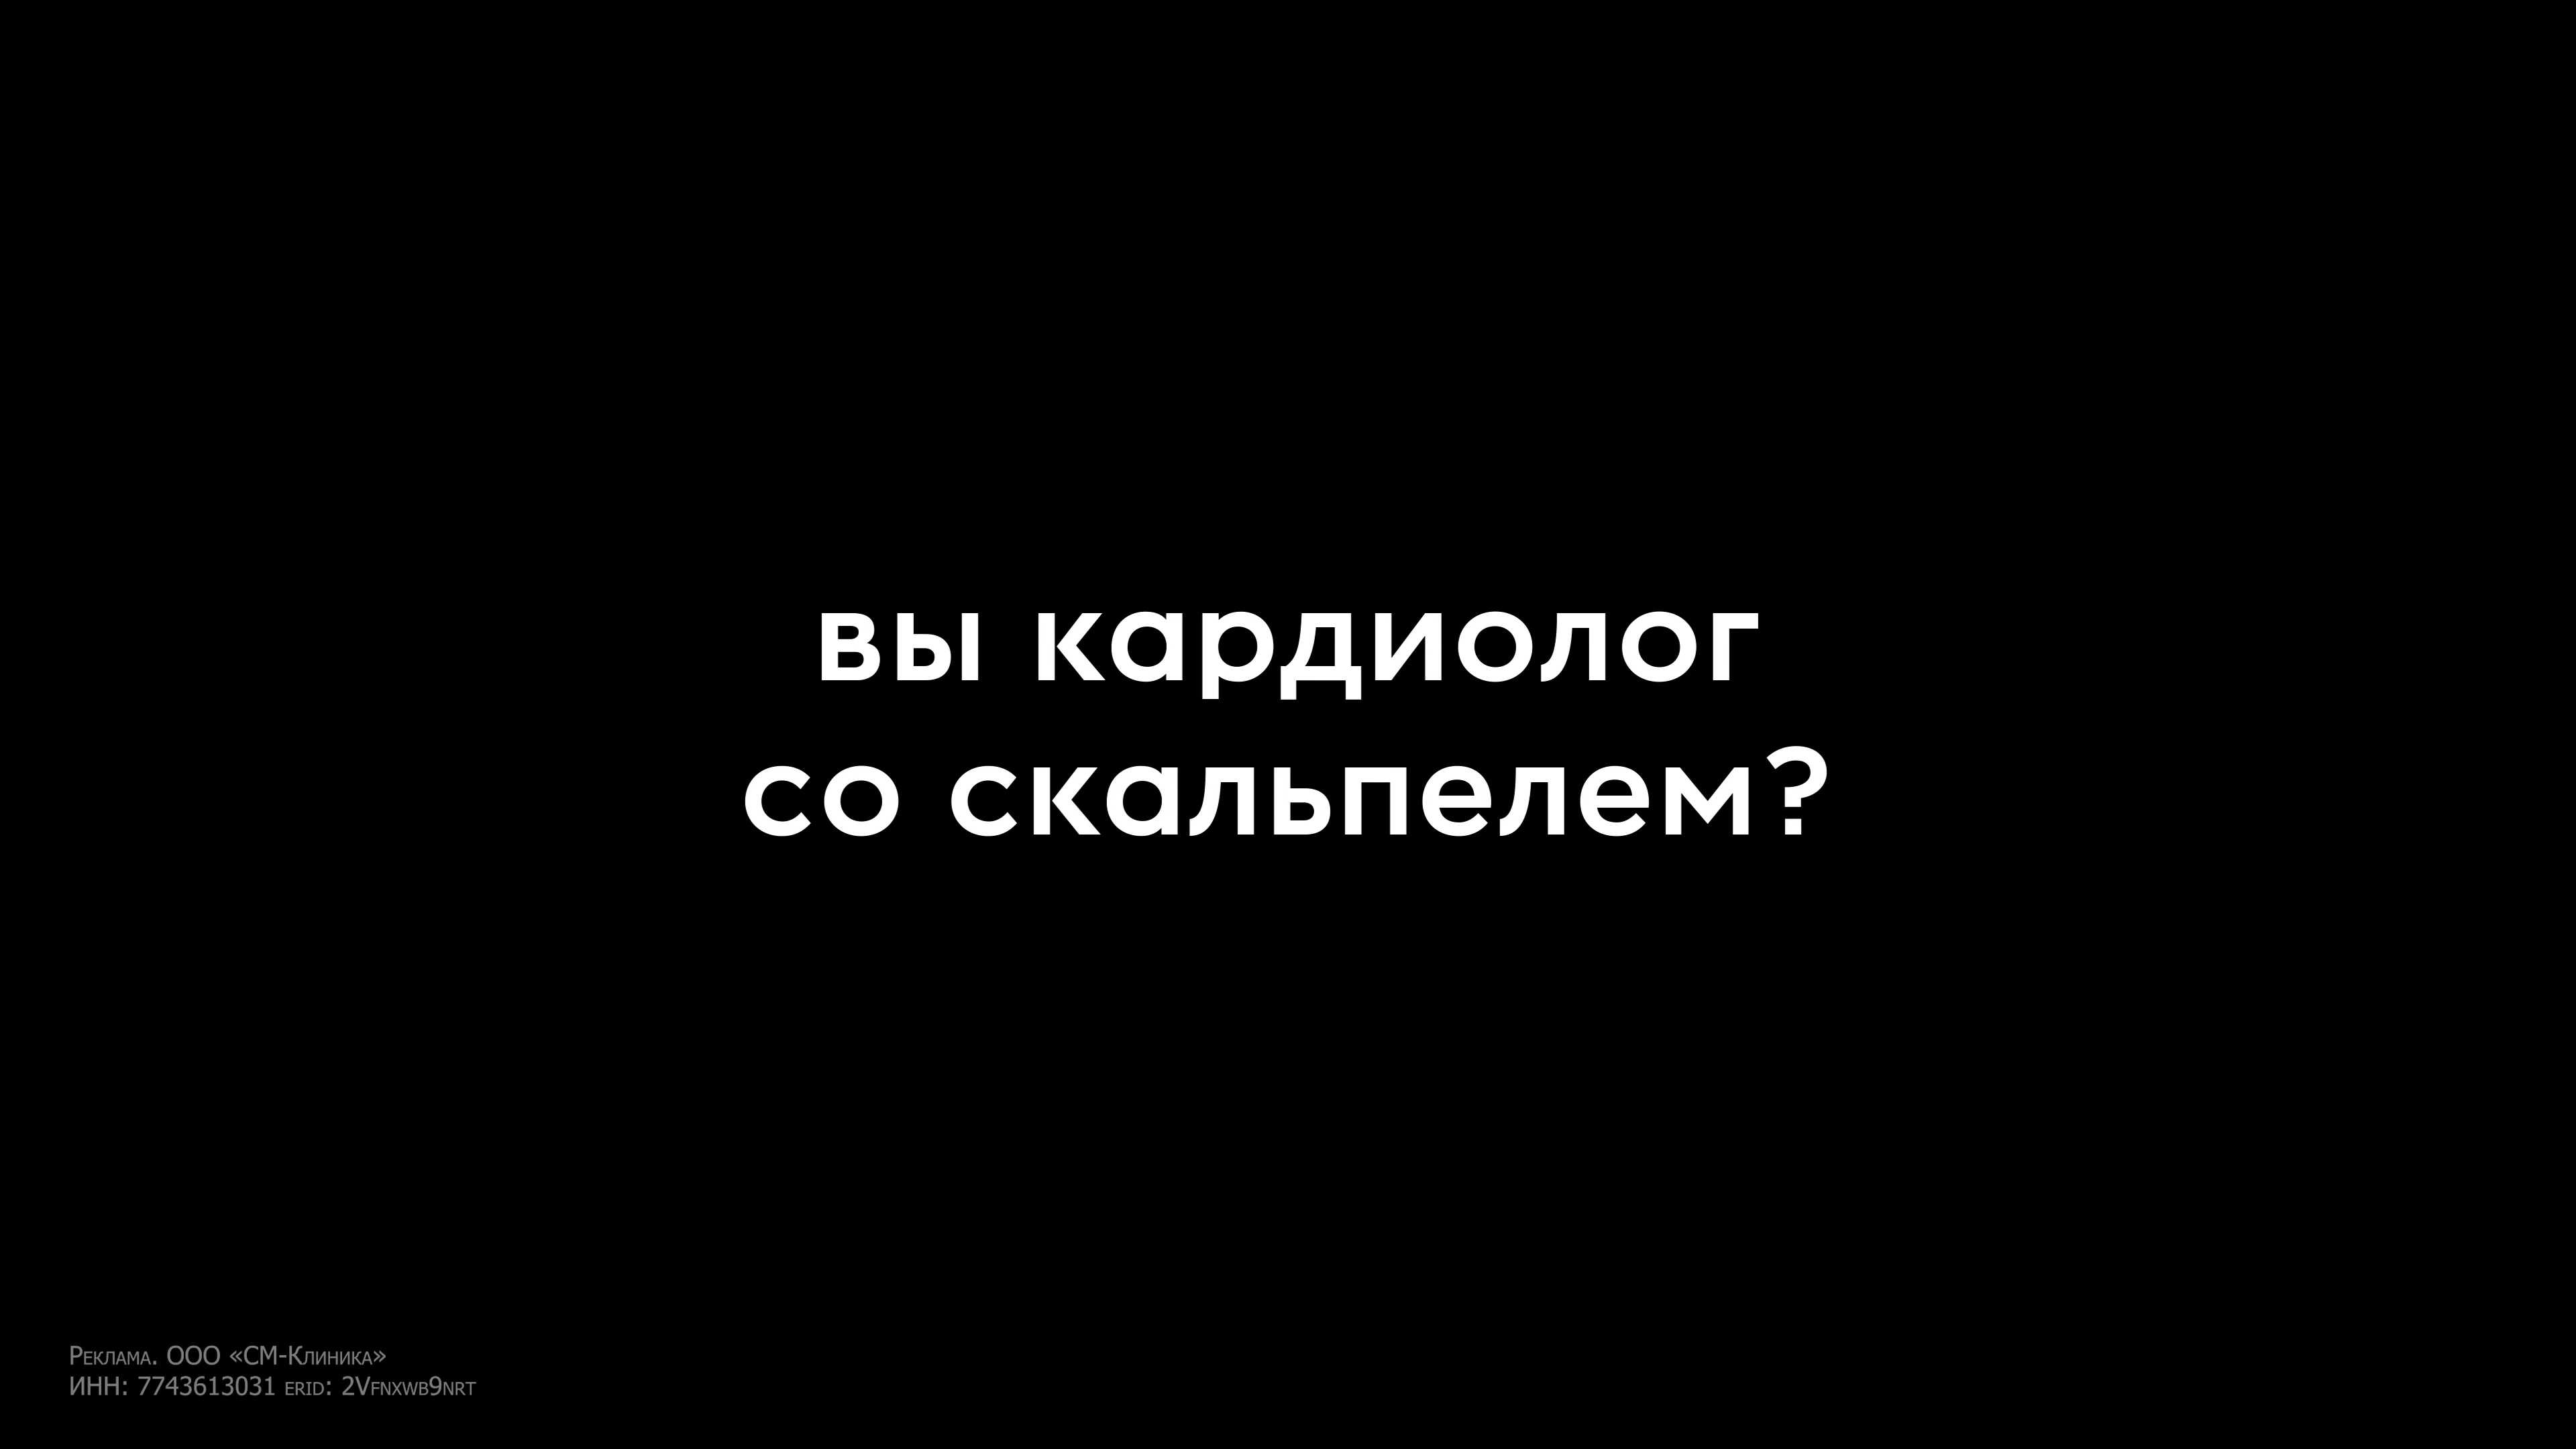 вы кардиолог
со скальпелем?
Реклама. ООО «СМ-Клиника»
ИНН: 7743613031 erid: 2Vfnxwb9nrt